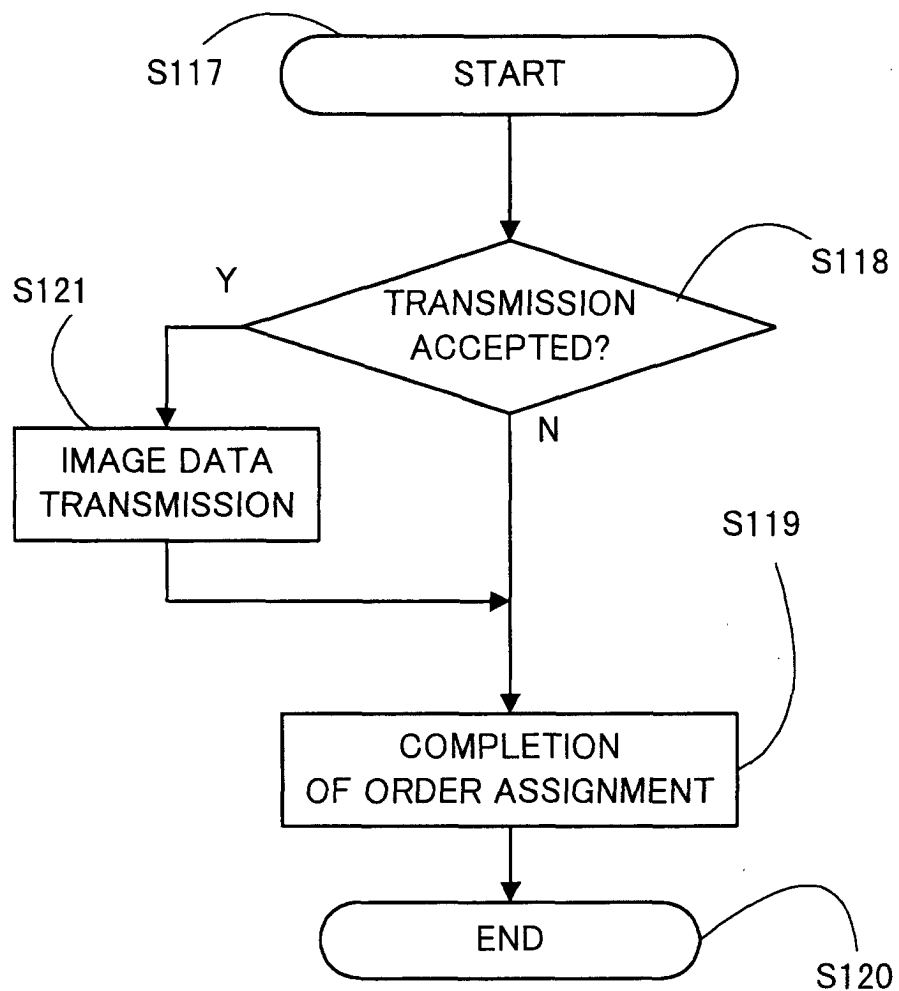 S117
START
S118
TRANSMISSION
ACCEPTED?
Y
S121
N
IMAGE DATA
TRANSMISSION
S119
COMPLETION
OF ORDER ASSIGNMENT
END
S120